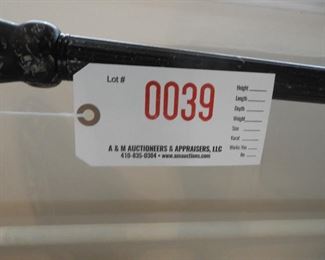 Lot #
0039
Height
Length
Depth
Weight
Size
Karat
Works Yes
No
A & M AUCTIONEERS & APPRAISERS, LLC
410-835-0384 • www.amauctions.com